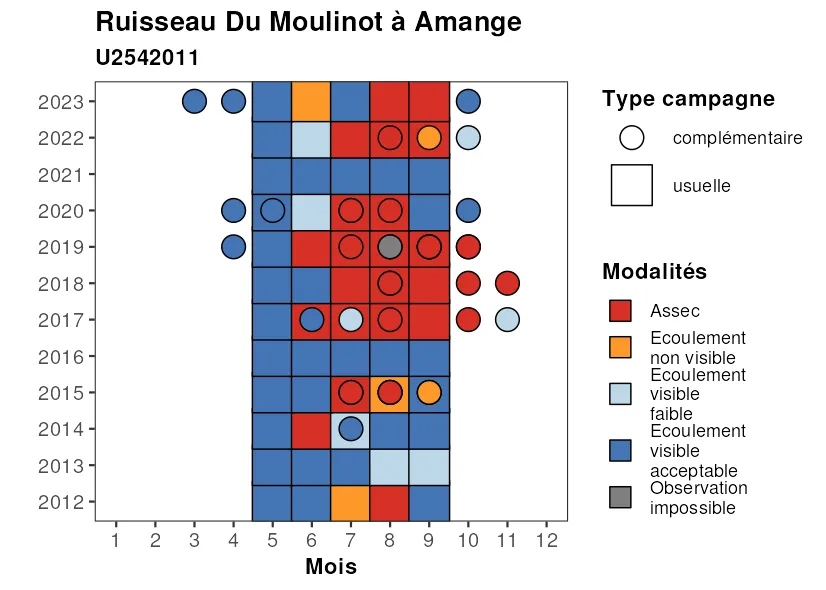 Ruisseau Du Moulinot à Amange
U2542011
2023
2022
2021
2020
2019
2018
2017
2016
2015
2014
2013
2012
1 2 3 4 5 6 7 8 9 10 11 12
Mois
Type campagne
complémentaire
usuelle
Modalités
Assec
Ecoulement
non visible
Ecoulement
visible
faible
Ecoulement
visible
acceptable
Observation
impossible